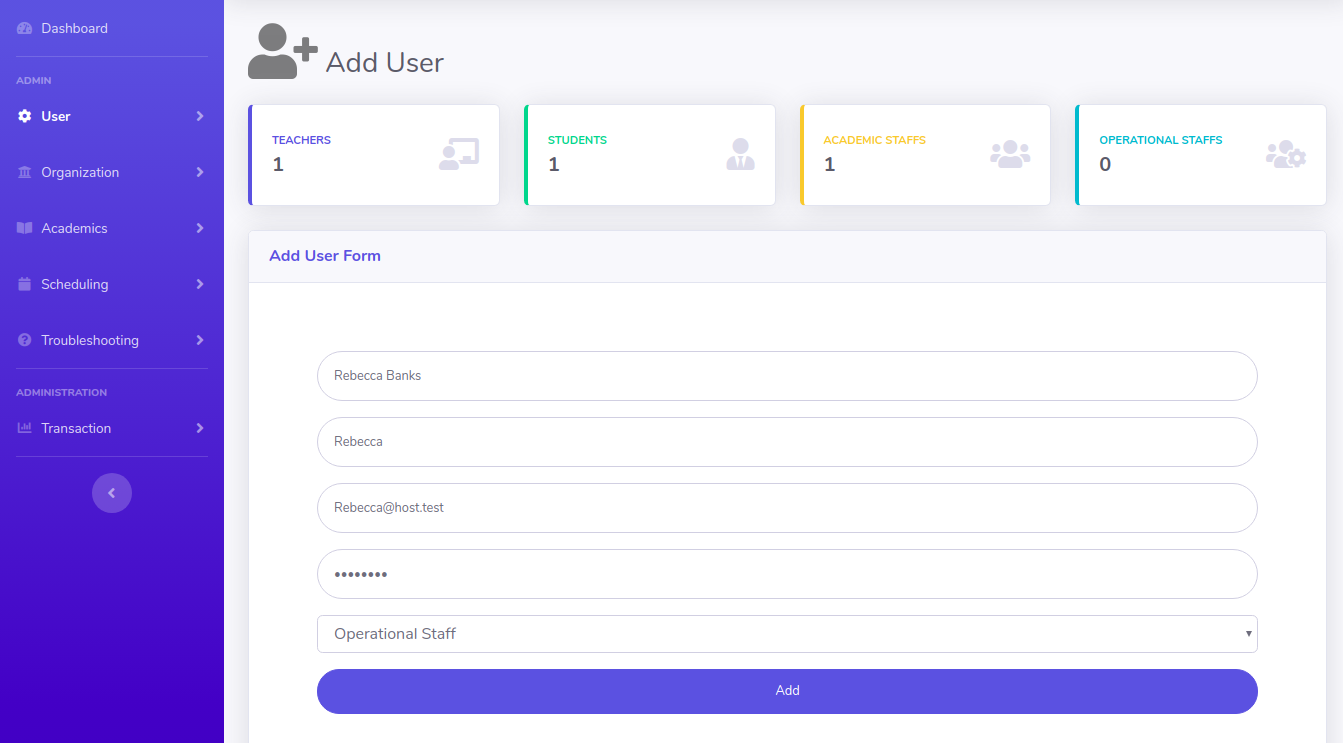 Dashboard
ADMIN
User
Organization
Academics
Scheduling
Troubleshooting
ADMINISTRATION
Transaction
Add User
TEACHERS
1
STUDENTS
1
ACADEMIC STAFFS
1
OPERATIONAL STAFFS
0
Add User Form
Rebecca Banks
Rebecca
Rebecca@host.test
••••••••
Operational Staff
Add